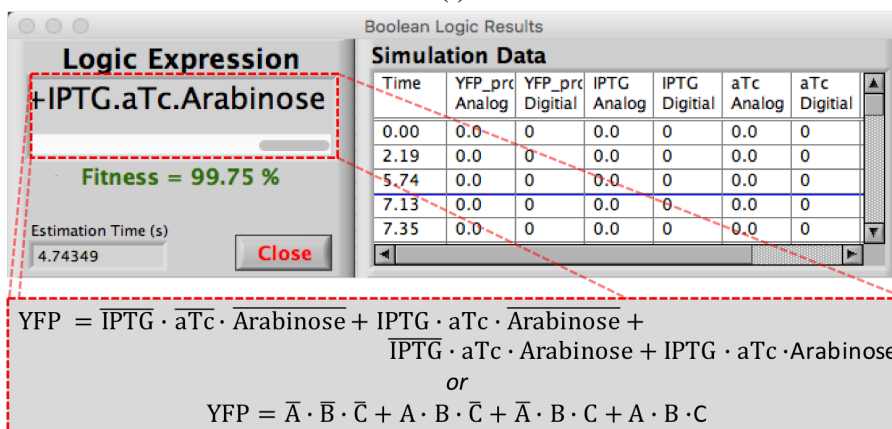 Boolean Logic Results
Logic Expression
+IPTG.aTc.Arabinose
Fitness = 99.75 %
Estimation Time (s)
4.74349
Close
Simulation Data
Time YFP_pro YFP_pro IPTG IPTG aTc aTc
Analog Digitial Analog Digitial Analog Digitial
0.00 0.0 0 0.0 0 0.0 0
2.19 0.0 0 0.0 0 0.0 0
5.74 0.0 0 0.0 0 0.0 0
7.13 0.0 0 0.0 0 0.0 0
7.35 0.0 0 0.0 0 0.0 0
YFP = I̅P̅T̅G̅ · a̅T̅c̅ · A̅r̅a̅b̅i̅n̅o̅s̅e̅ + IPTG · aTc · A̅r̅a̅b̅i̅n̅o̅s̅e̅ +
I̅P̅T̅G̅ · aTc · Arabinose + IPTG · aTc ·Arabinose
or
YFP = A̅ · B̅ · C̅ + A · B · C̅ + A̅ · B · C + A · B ·C